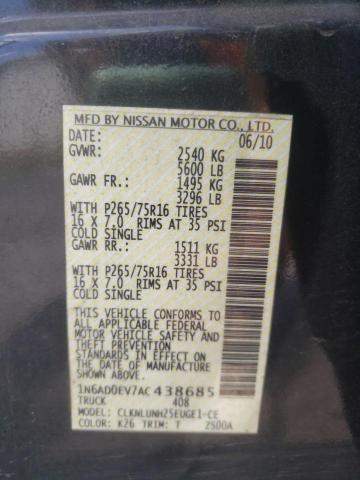 MFD BY NISSAN MOTOR CO., LTD.
DATE: 06/10
GVWR: 2540 KG
5600 LB
GAWR FR.: 1495 KG
3296 LB
WITH P265/75R16 TIRES
16 X 7.0 RIMS AT 35 PSI
COLD SINGLE
GAWR RR.: 1511 KG
3331 LB
WITH P265/75R16 TIRES
16 X 7.0 RIMS AT 35 PSI
COLD SINGLE
THIS VEHICLE CONFORMS TO ALL
APPLICABLE FEDERAL MOTOR VEHICLE
SAFETY AND THEFT PREVENTION
STANDARDS IN EFFECT ON THE DATE
OF MANUFACTURE SHOWN ABOVE.
1N6AD0EV7AC438685
TRUCK 408
MODEL: CLKNLUNH25EUGE1-CE
COLOR: K26 TRIM: T 2500A